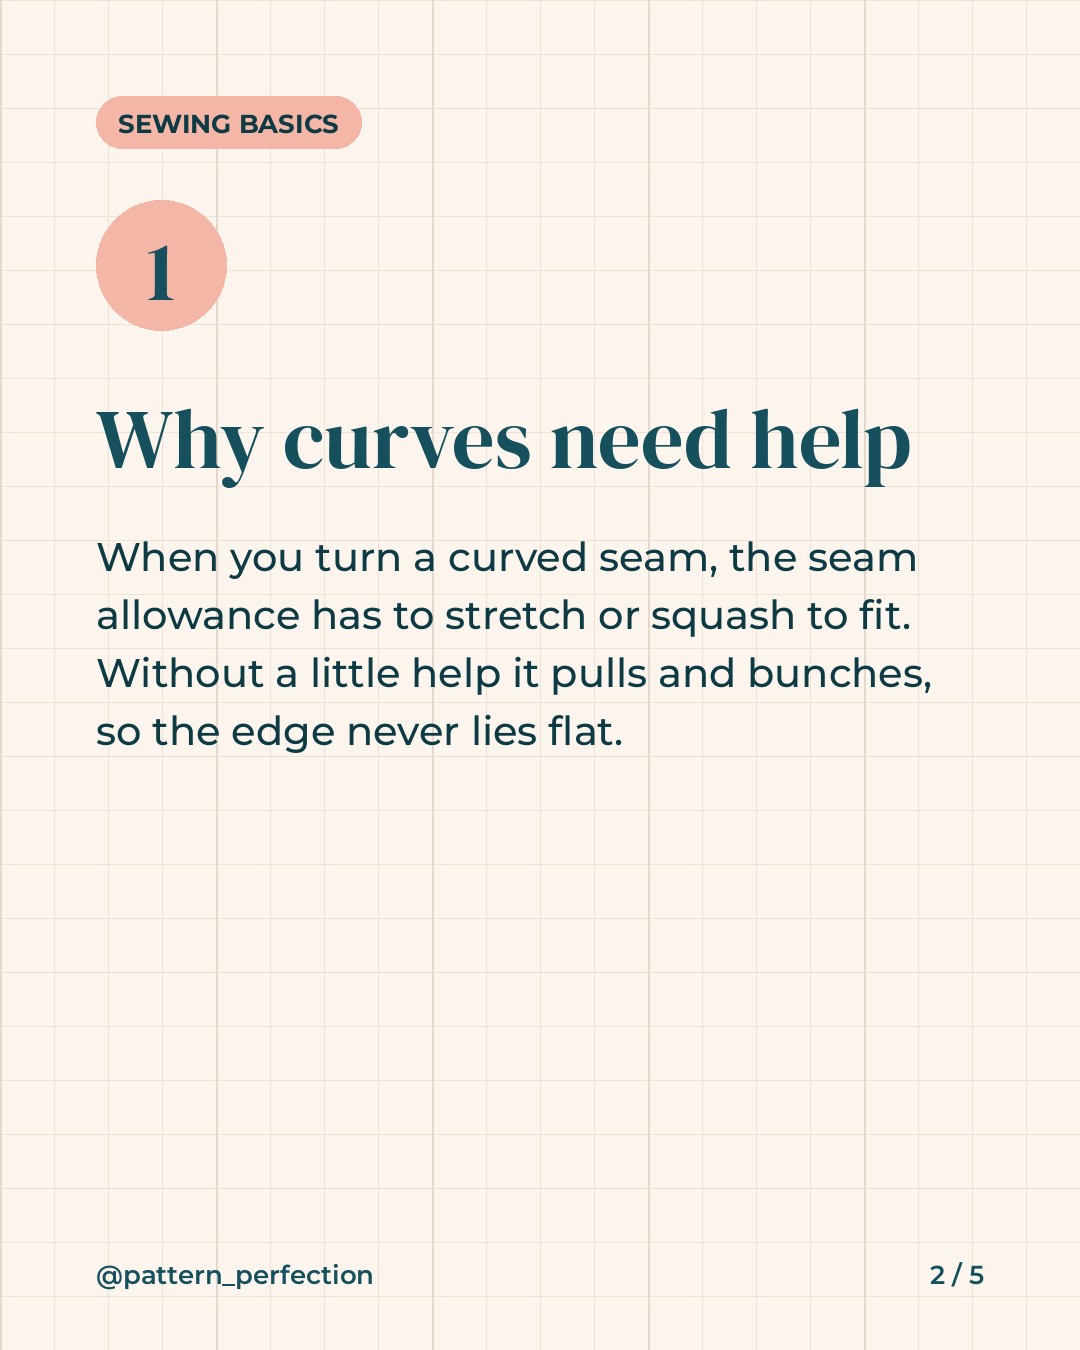 SEWING BASICS
1
Why curves need help
When you turn a curved seam, the seam
allowance has to stretch or squash to fit.
Without a little help it pulls and bunches,
so the edge never lies flat.
@pattern_perfection
2 / 5